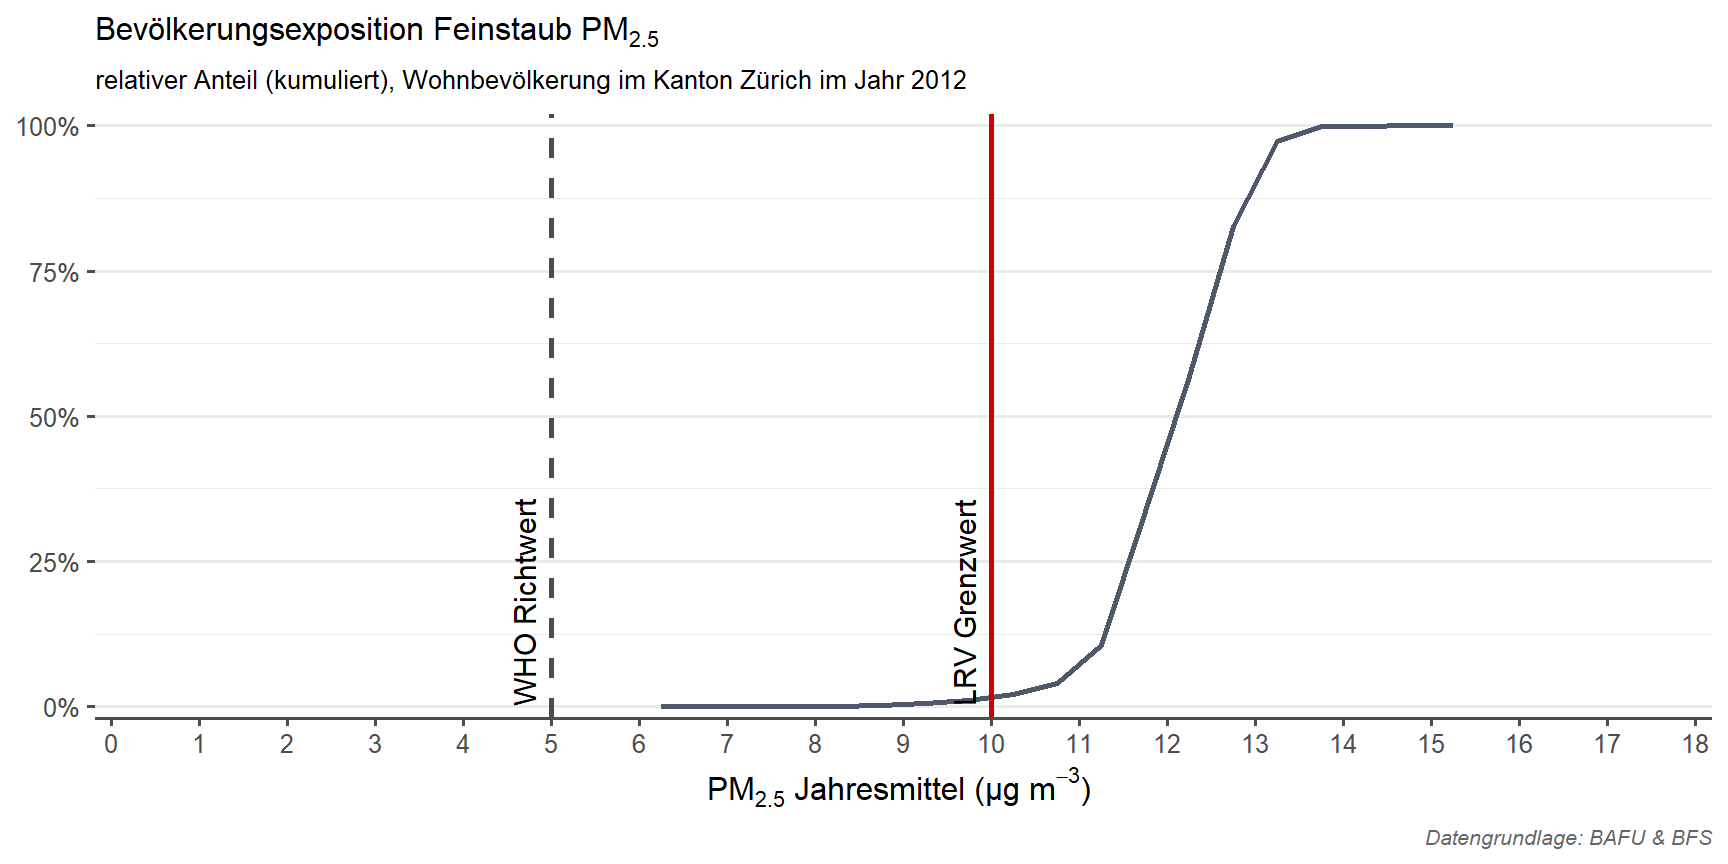 Bevölkerungsexposition Feinstaub PM2.5
relativer Anteil (kumuliert), Wohnbevölkerung im Kanton Zürich im Jahr 2012
100%
75%
50%
25%
0%
WHO Richtwert
LRV Grenzwert
0 1 2 3 4 5 6 7 8 9 10 11 12 13 14 15 16 17 18
PM2.5 Jahresmittel (µg m−3)
Datengrundlage: BAFU & BFS